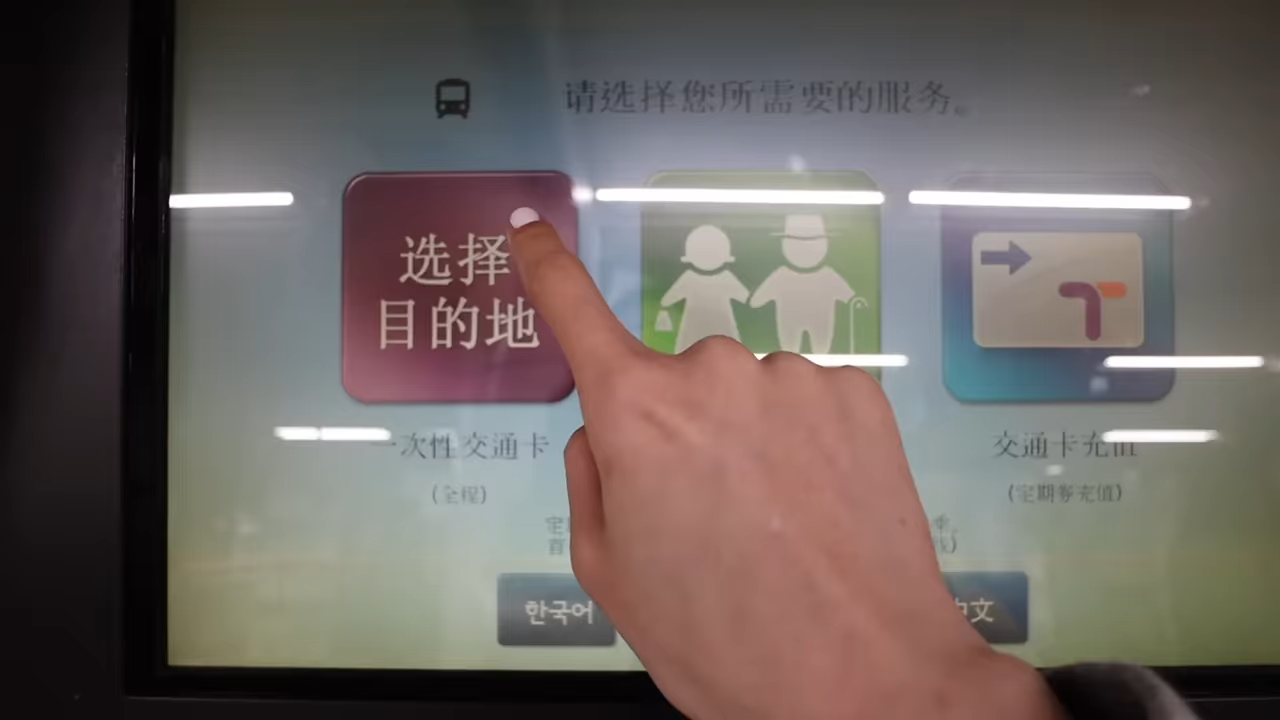 请选择您所需要的服务。
选择
目的地
一次性交通卡
(全程)
交通卡充值
(定期券充值)
한국어
中文